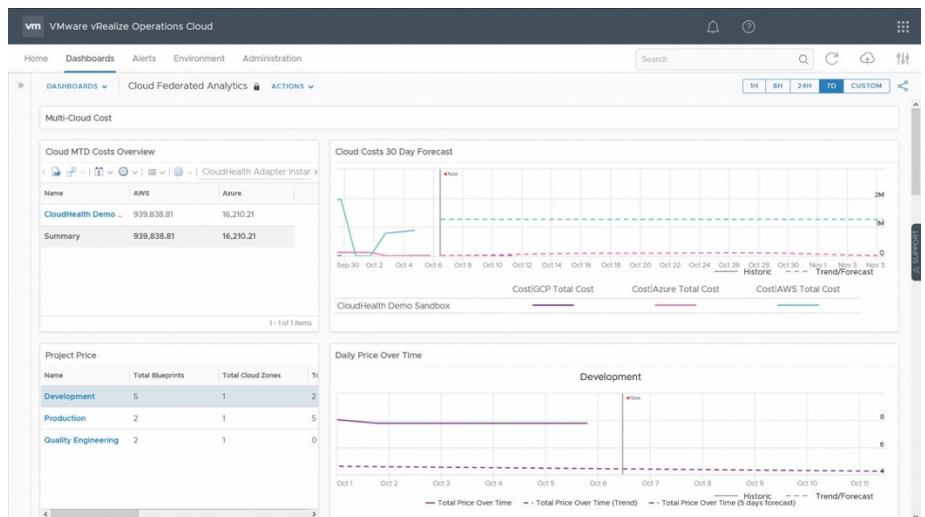 vm VMware vRealize Operations Cloud
Home Dashboards Alerts Environment Administration
Search
DASHBOARDS Cloud Federated Analytics ACTIONS
1H 6H 24H 7D CUSTOM
Multi-Cloud Cost
Cloud MTD Costs Overview
CloudHealth Adapter Instar
Name AWS Azure
CloudHealth Demo ... 939,838.81 16,210.21
Summary 939,838.81 16,210.21
1 - 1 of 1 items
Cloud Costs 30 Day Forecast
Now
2M
1M
0
Sep 30 Oct 2 Oct 4 Oct 6 Oct 8 Oct 10 Oct 12 Oct 14 Oct 16 Oct 18 Oct 20 Oct 22 Oct 24 Oct 26 Oct 28 Oct 30 Nov 1 Nov 3 Nov 5
Historic Trend/Forecast
Cost|GCP Total Cost Cost|Azure Total Cost Cost|AWS Total Cost
CloudHealth Demo Sandbox
SUPPORT
Project Price
Name Total Blueprints Total Cloud Zones To
Development 5 1 2
Production 2 1 5
Quality Engineering 2 1 0
Daily Price Over Time
Development
Now
8
6
4
Oct 1 Oct 2 Oct 3 Oct 4 Oct 5 Oct 6 Oct 7 Oct 8 Oct 9 Oct 10 Oct 11
Historic Trend/Forecast
Total Price Over Time Total Price Over Time (Trend) Total Price Over Time (5 days forecast)